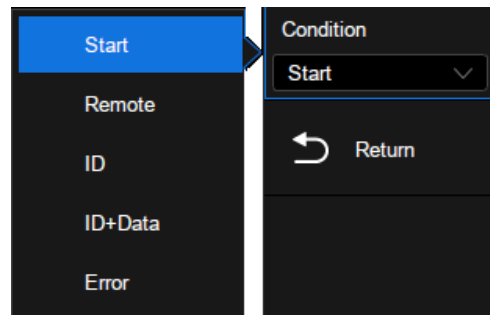 Start
Remote
ID
ID+Data
Error
Condition
Start
Return